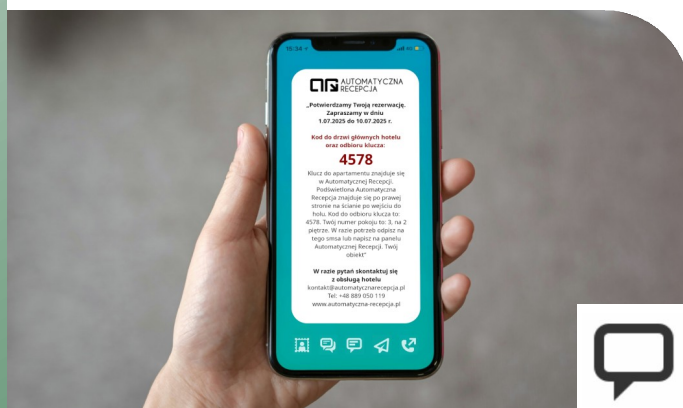 15:34
4G
AUTOMATYCZNA
RECEPCJA
„Potwierdzamy Twoją rezerwację.
Zapraszamy w dniu
1.07.2025 do 10.07.2025 r.
Kod do drzwi głównych hotelu
oraz odbioru klucza:
4578
Klucz do apartamentu znajduje się
w Automatycznej Recepcji.
Podświetlona Automatyczna
Recepcja znajduje się po prawej
stronie na ścianie po wejściu do
holu. Kod do odbioru klucza to:
4578. Twój numer pokoju to: 3, na 2
piętrze. W razie potrzeb odpisz na
tego smsa lub napisz na panelu
Automatycznej Recepcji. Twój
obiekt"
W razie pytań skontaktuj się
z obsługą hotelu
kontakt@automatycznarecepcja.pl
Tel: +48 889 050 119
www.automatyczna-recepcja.pl